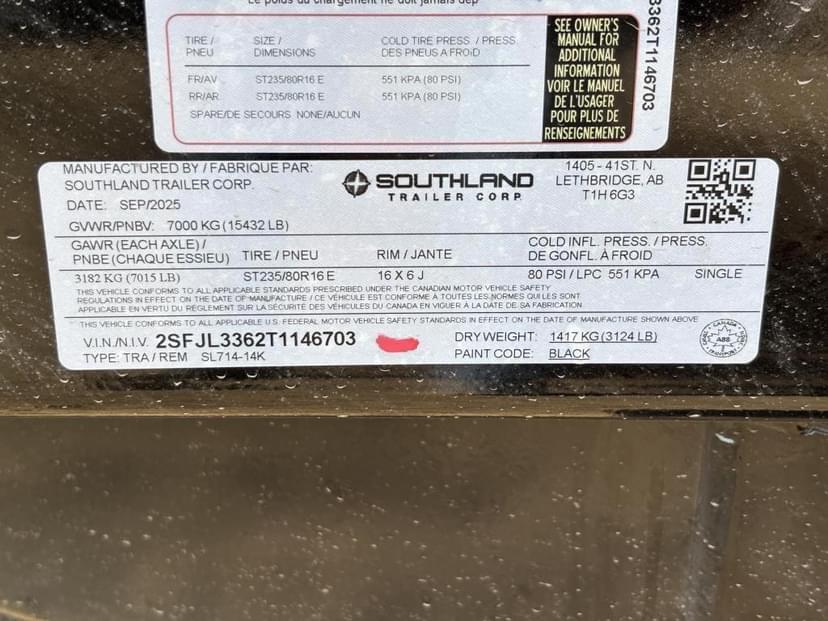 Le poids du chargement ne doit jamais dép
TIRE / PNEU
SIZE / DIMENSIONS
COLD TIRE PRESS. / PRESS. DES PNEUS A FROiD
FR/AV ST235/80R16 E 551 KPA (80 PSI)
RR/AR ST235/80R16 E 551 KPA (80 PSI)
SPARE/DE SECOURS NONE/AUCUN
SEE OWNER'S
MANUAL FOR
ADDITIONAL
INFORMATION
VOIR LE MANUEL
DE L'USAGER
POUR PLUS DE
RENSEIGNEMENTS
3362T1146703
MANUFACTURED BY / FABRIQUE PAR:
SOUTHLAND TRAILER CORP.
DATE: SEP/2025
SOUTHLAND
TRAILER CORP
1405 - 41ST. N.
LETHBRIDGE, AB
T1H 6G3
GVWR/PNBV: 7000 KG (15432 LB)
GAWR (EACH AXLE) /
PNBE (CHAQUE ESSIEU)
TIRE / PNEU
RIM / JANTE
COLD INFL. PRESS. / PRESS.
DE GONFL. À FROID
3182 KG (7015 LB) ST235/80R16 E 16 X 6 J 80 PSI / LPC 551 KPA SINGLE
THIS VEHICLE CONFORMS TO ALL APPLICABLE STANDARDS PRESCRIBED UNDER THE CANADIAN MOTOR VEHICLE SAFETY
REGULATIONS IN EFFECT ON THE DATE OF MANUFACTURE / CE VÉHICULES EST CONFORME À TOUTES LES NORMES QUI LES SONT
APPLICABLE EN VERTU DU RÈGLEMENT SUR LA SÉCURITÉ DES VÉHICULES DU CANADA EN VIGOUR À LA DATE DE SA FABRICATION.
THIS VEHICLE CONFORMS TO ALL APPLICABLE U.S. FEDERAL MOTOR VEHICLE SAFETY STANDARDS IN EFFECT ON THE DATE OF MANUFACTURE SHOWN ABOVE
V.I.N./N.I.V. 2SFJL3362T1146703
TYPE: TRA / REM SL714-14K
DRY WEIGHT: 1417 KG (3124 LB)
PAINT CODE: BLACK
CANADA
ABS
TRANSPORT